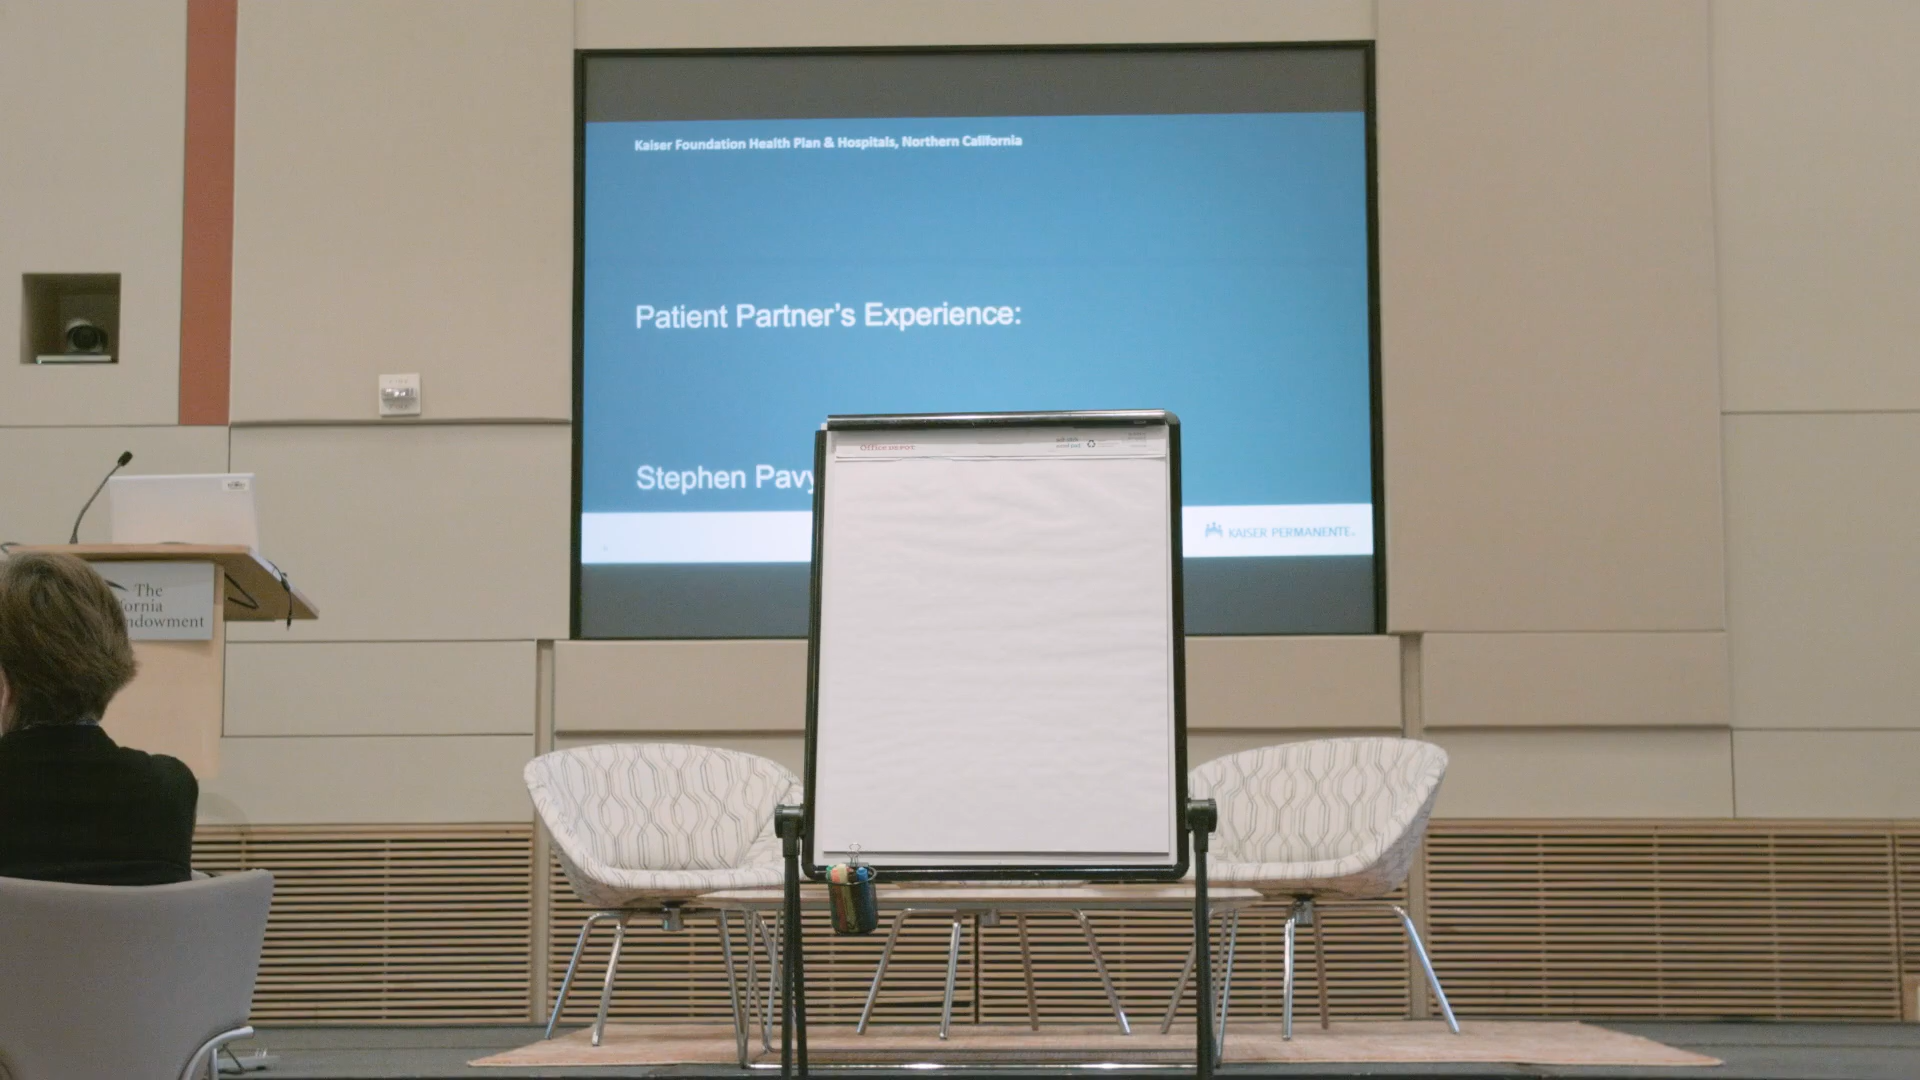 Kaiser Foundation Health Plan & Hospitals, Northern California
Patient Partner's Experience:
Stephen Pavy
KAISER PERMANENTE.
Office DEPOT
The
fornia
ndowment